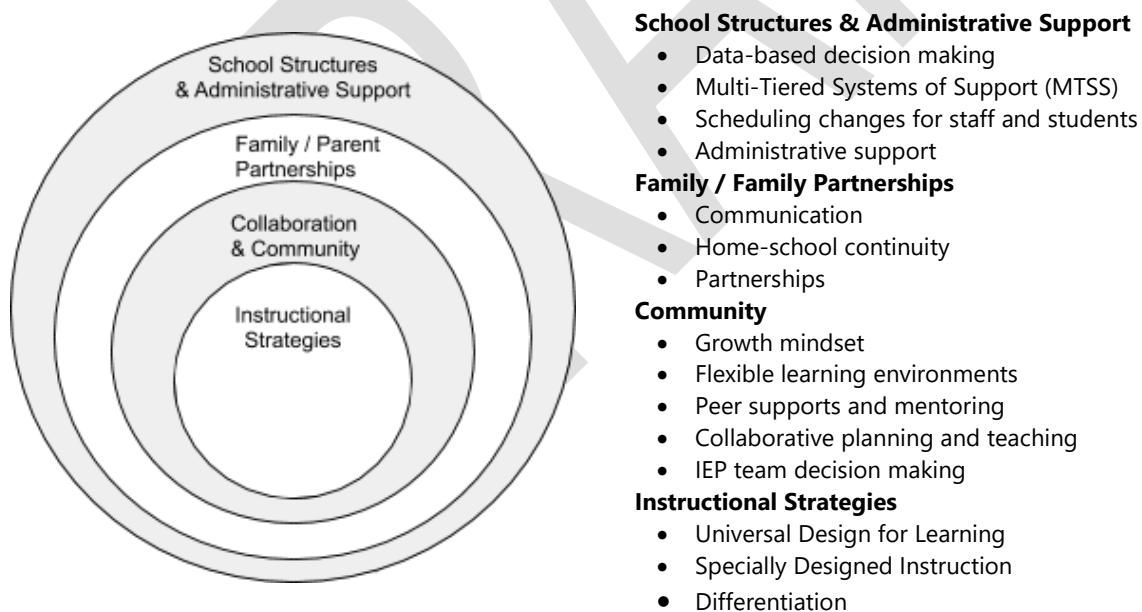 School Structures
& Administrative Support
Family / Parent
Partnerships
Collaboration
& Community
Instructional
Strategies
School Structures & Administrative Support
• Data-based decision making
• Multi-Tiered Systems of Support (MTSS)
• Scheduling changes for staff and students
• Administrative support
Family / Family Partnerships
• Communication
• Home-school continuity
• Partnerships
Community
• Growth mindset
• Flexible learning environments
• Peer supports and mentoring
• Collaborative planning and teaching
• IEP team decision making
Instructional Strategies
• Universal Design for Learning
• Specially Designed Instruction
• Differentiation